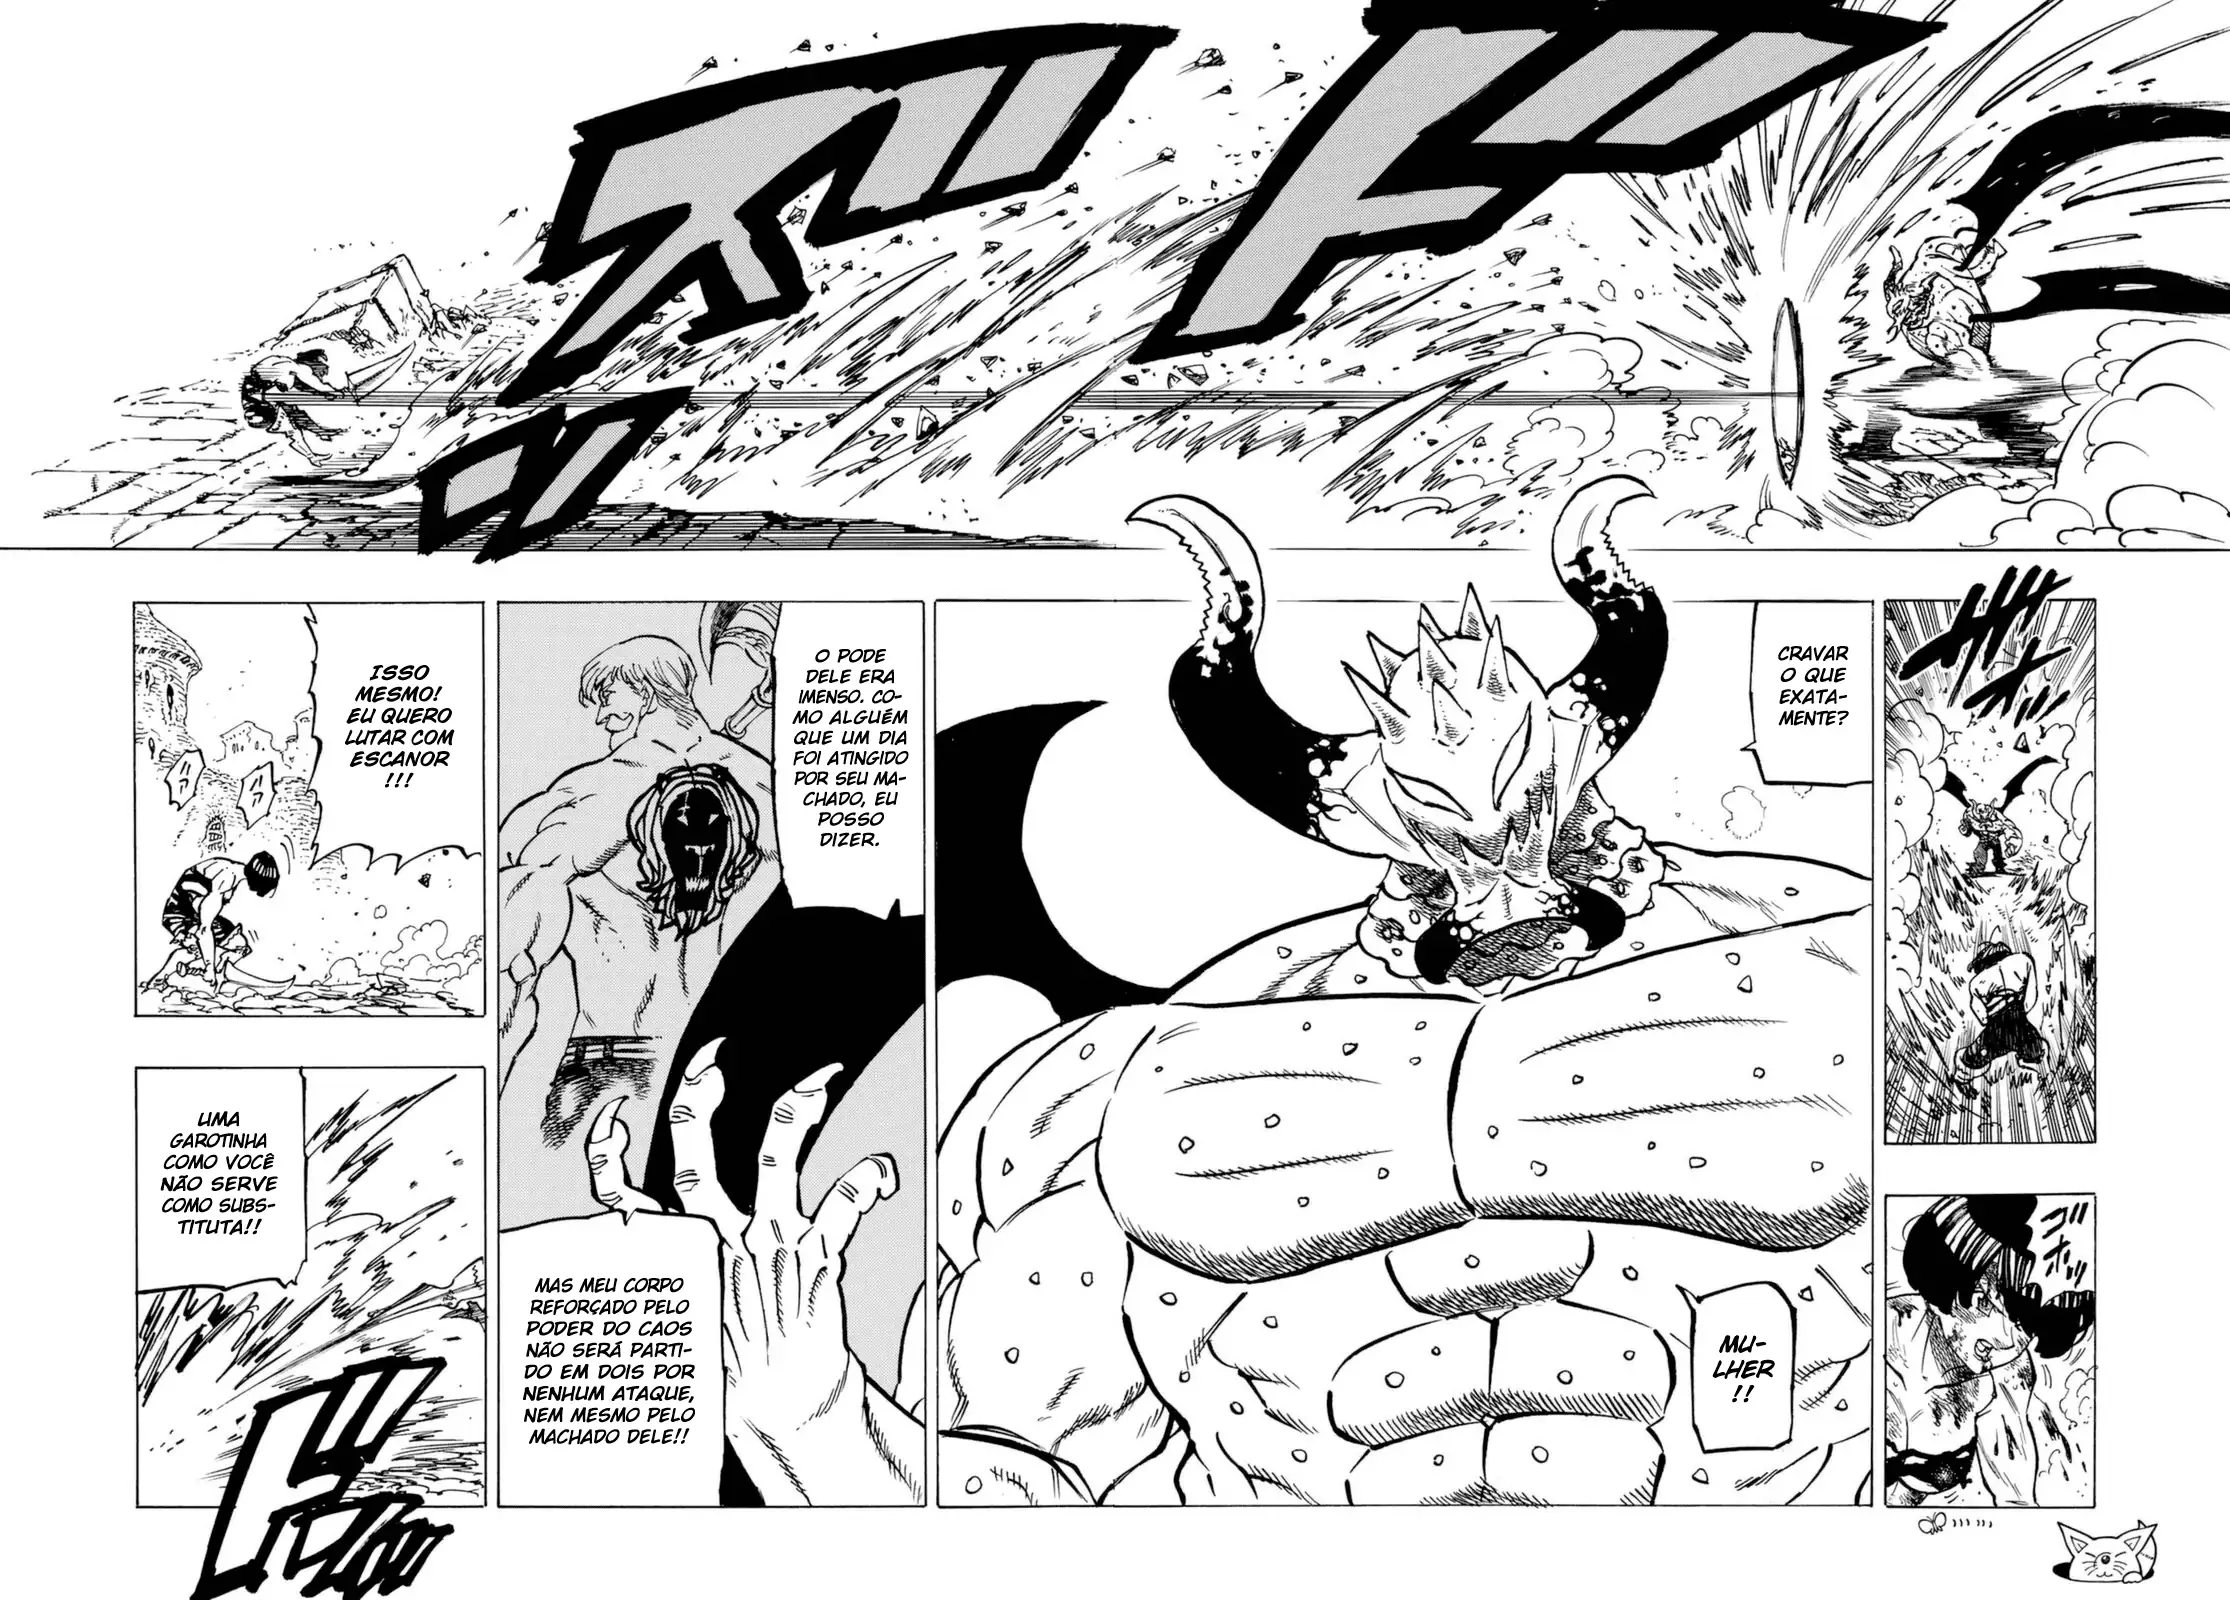 ドド
CRAVAR
O QUE
EXATA-
MENTE?
MU-
LHER
!!
O PODE
DELE ERA
IMENSO. CO-
MO ALGUÉM
QUE UM DIA
FOI ATINGIDO
POR SEU MA-
CHADO, EU
POSSO
DIZER.
MAS MEU CORPO
REFORÇADO PELO
PODER DO CAOS
NÃO SERÁ PARTI-
DO EM DOIS POR
NENHUM ATAQUE,
NEM MESMO PELO
MACHADO DELE!!
ISSO
MESMO!
EU QUERO
LUTAR COM
ESCANOR
!!!
UMA
GAROTINHA
COMO VOCÊ
NÃO SERVE
COMO SUBS-
TITUTA!!